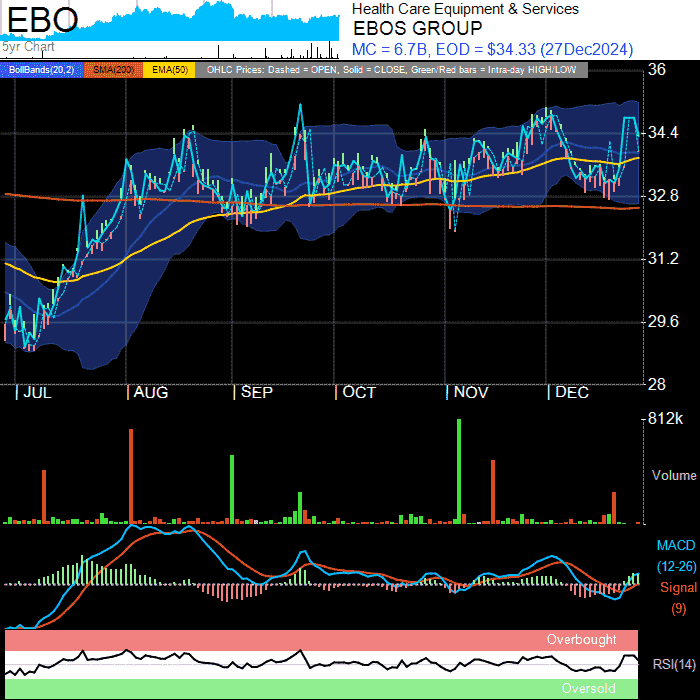 EBO
5yr Chart
Health Care Equipment & Services
EBOS GROUP
MC = 6.7B, EOD = $34.33 (27Dec2024)
BollBands(20,2) SMA(200) EMA(50) OHLC Prices: Dashed = OPEN, Solid = CLOSE, Green/Red bars = Intra-day HIGH/LOW
36
34.4
32.8
31.2
29.6
28
JUL AUG SEP OCT NOV DEC
812k
Volume
MACD
(12-26)
Signal
(9)
Overbought
RSI(14)
Oversold